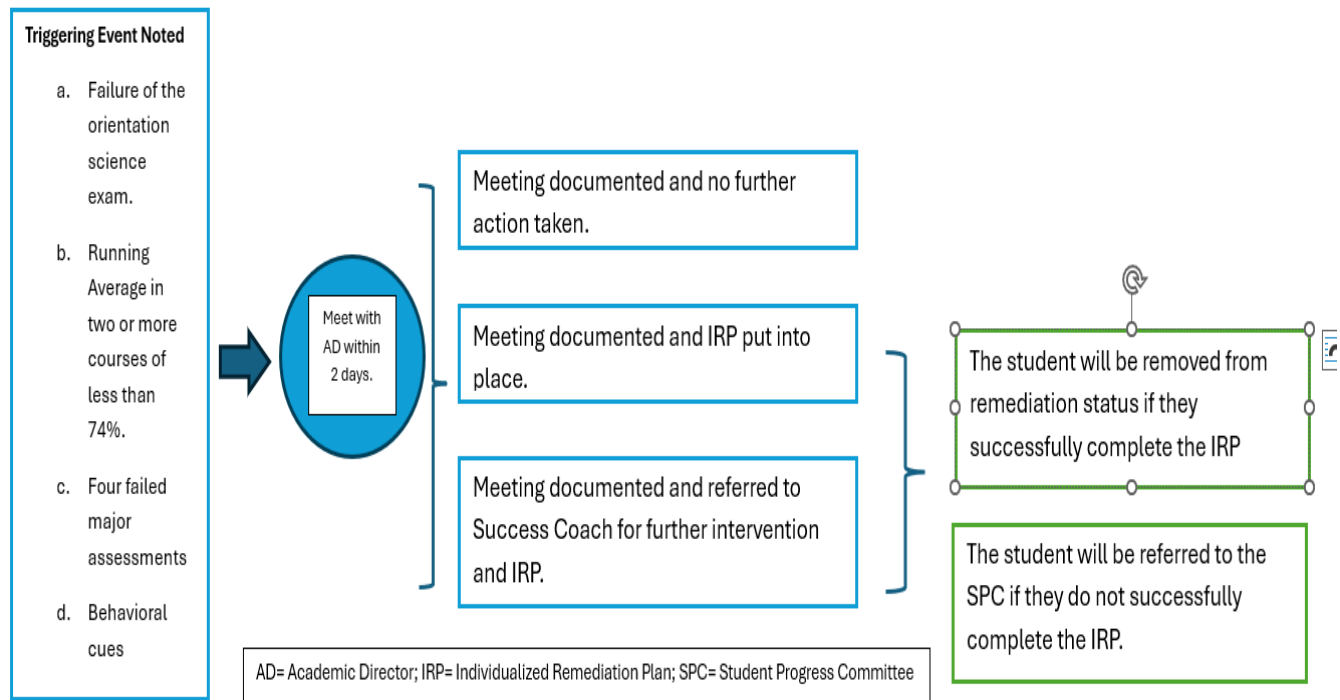 Triggering Event Noted
a. Failure of the
orientation
science
exam.
b. Running
Average in
two or more
courses of
less than
74%.
c. Four failed
major
assessments
d. Behavioral
cues
Meet with
AD within
2 days.
Meeting documented and no further
action taken.
Meeting documented and IRP put into
place.
Meeting documented and referred to
Success Coach for further intervention
and IRP.
The student will be removed from
remediation status if they
successfully complete the IRP
The student will be referred to the
SPC if they do not successfully
complete the IRP.
AD= Academic Director; IRP= Individualized Remediation Plan; SPC= Student Progress Committee